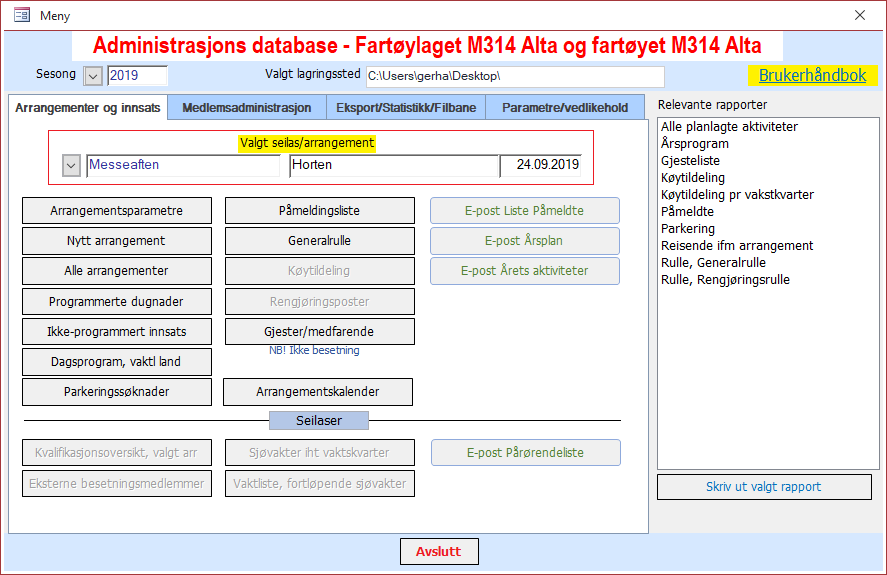 Meny
Administrasjons database - Fartøylaget M314 Alta og fartøyet M314 Alta
Sesong 2019 Valgt lagringssted C:\Users\gerha\Desktop\ Brukerhåndbok
Arrangementer og innsats Medlemsadministrasjon Eksport/Statistikk/Filbane Parametre/vedlikehold
Valgt seilas/arrangement
Messeaften Horten 24.09.2019
Arrangementsparametre Påmeldingsliste E-post Liste Påmeldte
Nytt arrangement Generalrulle E-post Årsplan
Alle arrangementer Køytildeling E-post Årets aktiviteter
Programmerte dugnader Rengjøringsposter
Ikke-programmert innsats Gjester/medfarende
NB! Ikke besetning
Dagsprogram, vaktl land
Parkeringssøknader Arrangementskalender
Seilaser
Kvalifikasjonsoversikt, valgt arr Sjøvakter iht vaktskvarter E-post Pårørendeliste
Eksterne besetningsmedlemmer Vaktliste, fortløpende sjøvakter
Relevante rapporter
Alle planlagte aktiviteter
Årsprogram
Gjesteliste
Køytildeling
Køytildeling pr vakstkvarter
Påmeldte
Parkering
Reisende ifm arrangement
Rulle, Generalrulle
Rulle, Rengjøringsrulle
Skriv ut valgt rapport
Avslutt